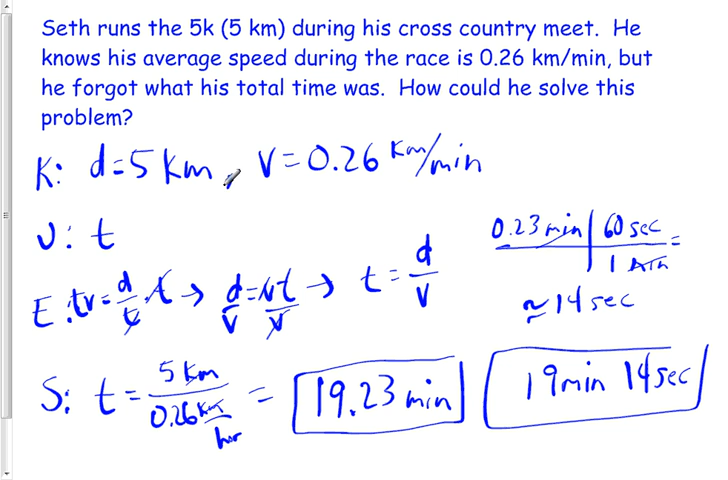 Seth runs the 5k (5 km) during his cross country meet. He
knows his average speed during the race is 0.26 km/min, but
he forgot what his total time was. How could he solve this
problem?
K: d=5 km, v=0.26 km/min
U: t
E: tv=d/t t → d/v=vt/v → t=d/v
0.23 min | 60 sec / 1 min =
≈14 sec
S: t=5 km/0.26 km/hr = 19.23 min
19 min 14 sec